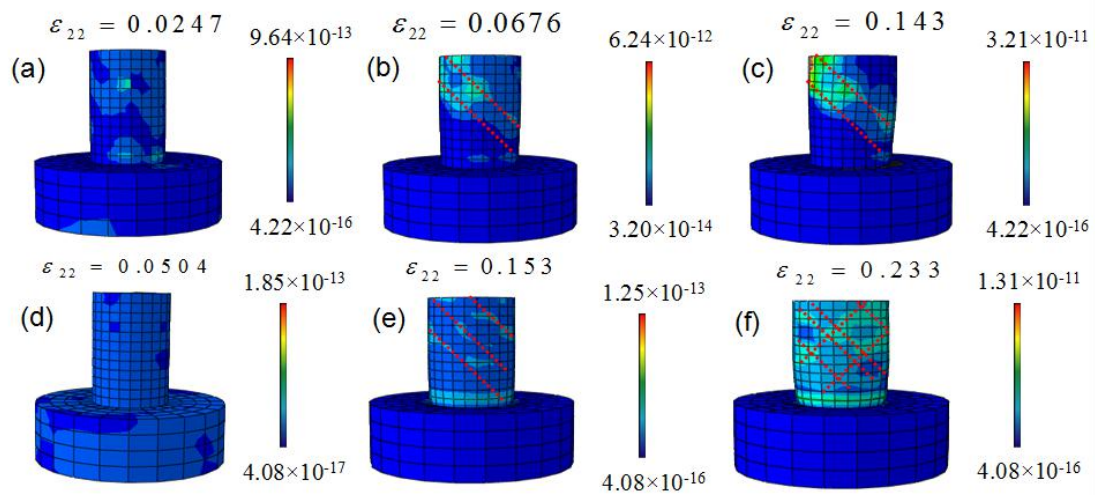 ε₂₂ = 0.0247
9.64×10⁻¹³
(a)
4.22×10⁻¹⁶
ε₂₂ = 0.0676
6.24×10⁻¹²
(b)
3.20×10⁻¹⁴
ε₂₂ = 0.143
3.21×10⁻¹¹
(c)
4.22×10⁻¹⁶
ε₂₂ = 0.0504
1.85×10⁻¹³
(d)
4.08×10⁻¹⁷
ε₂₂ = 0.153
1.25×10⁻¹³
(e)
4.08×10⁻¹⁶
ε₂₂ = 0.233
1.31×10⁻¹¹
(f)
4.08×10⁻¹⁶